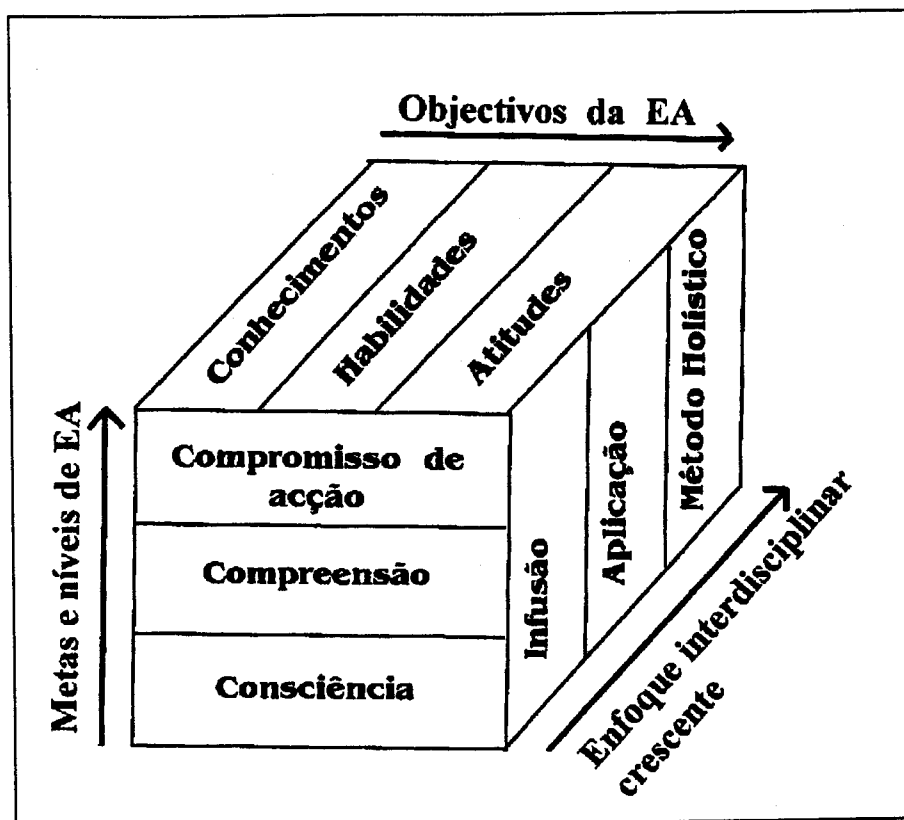 Objectivos da EA
Conhecimentos
Habilidades
Atitudes
Metas e níveis de EA
Compromisso de
acção
Compreensão
Consciência
Infusão
Aplicação
Método Holístico
Enfoque interdisciplinar
crescente